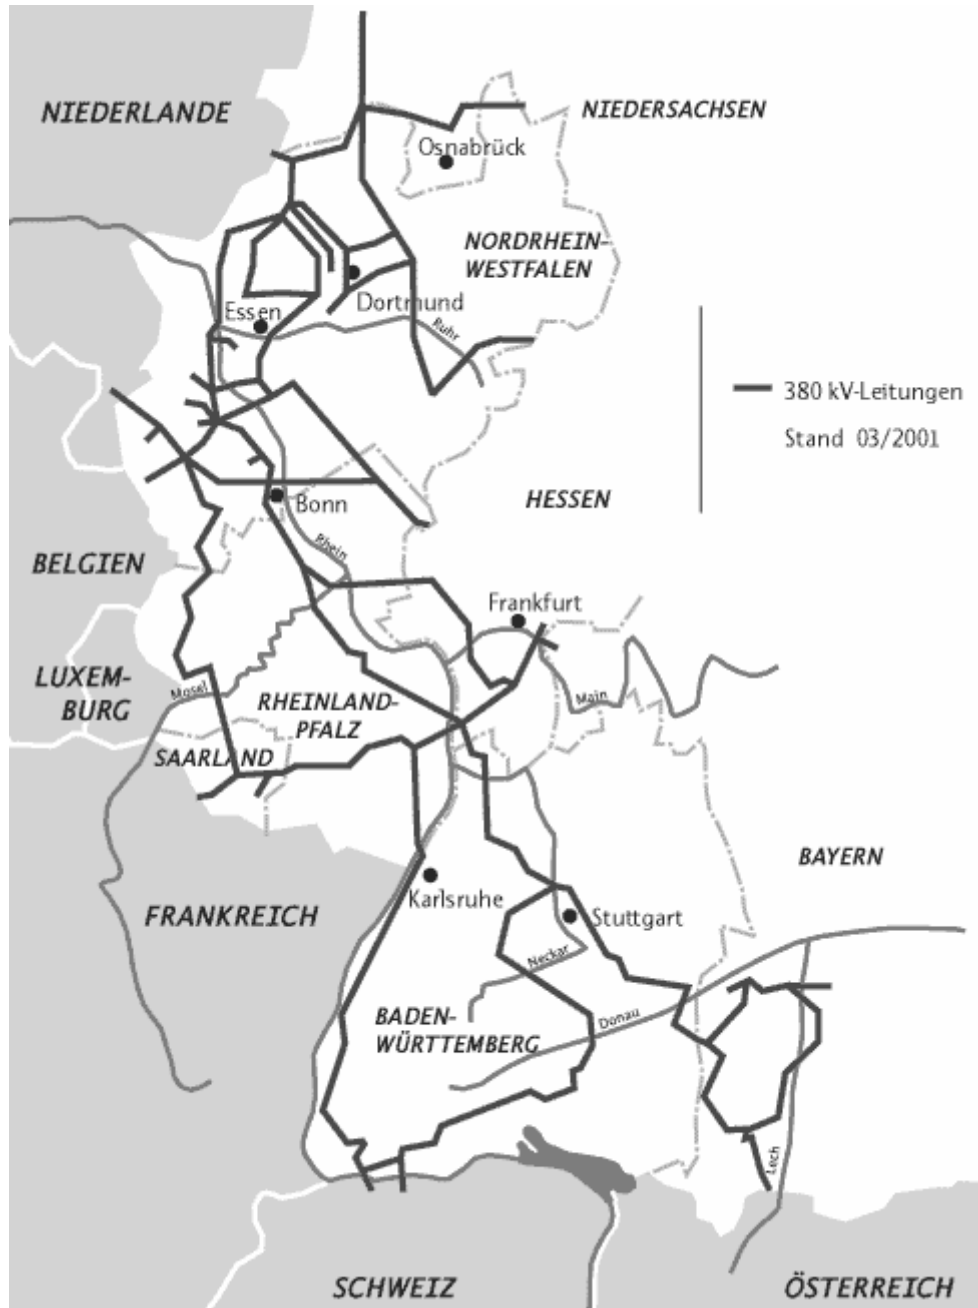 NIEDERLANDE
NIEDERSACHSEN
Osnabrück
NORDRHEIN-
WESTFALEN
Essen
Dortmund
Ruhr
380 kV-Leitungen
Stand 03/2001
HESSEN
Bonn
Rhein
BELGIEN
Frankfurt
LUXEM-
BURG
Mosel
RHEINLAND-
PFALZ
Main
SAARLAND
BAYERN
Karlsruhe
FRANKREICH
Stuttgart
Neckar
BADEN-
WÜRTTEMBERG
Donau
Lech
SCHWEIZ
ÖSTERREICH